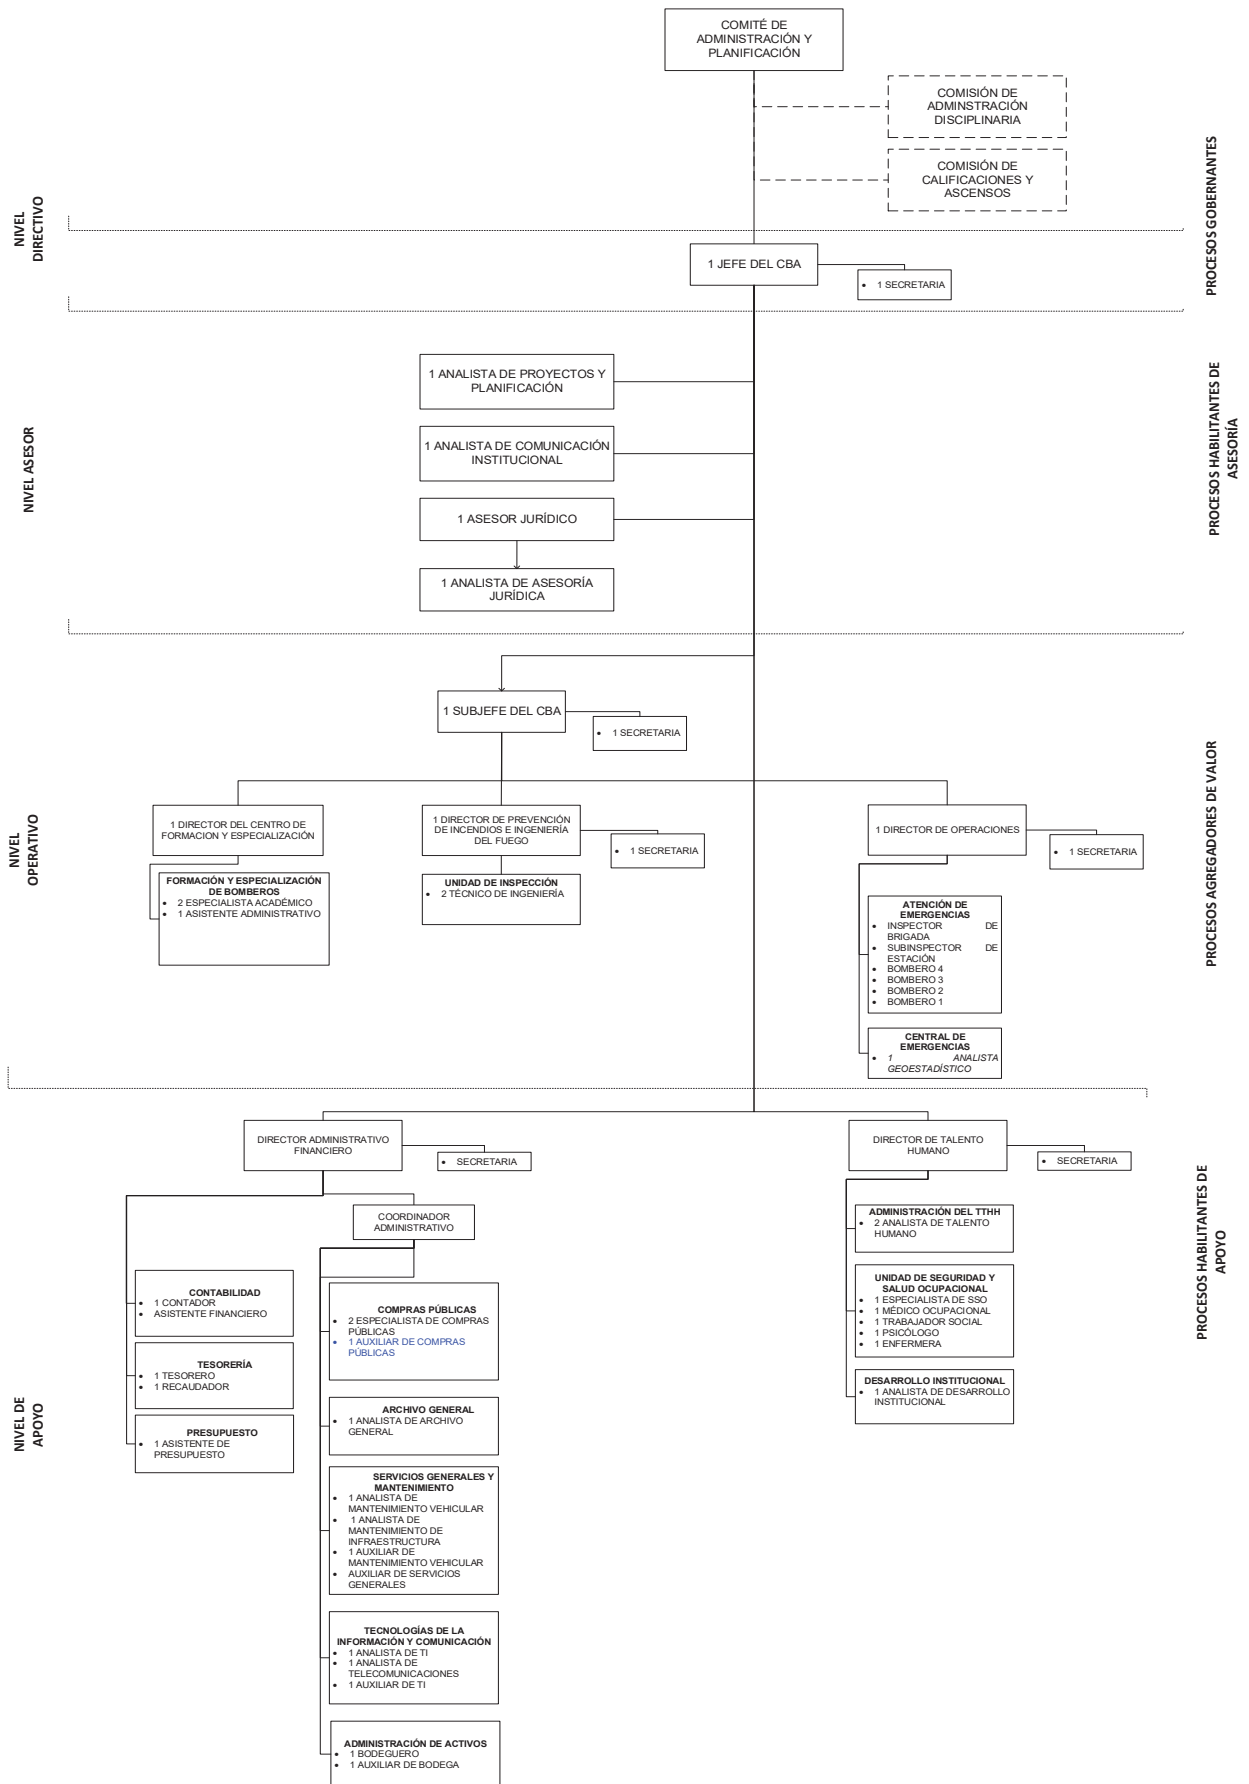 COMITÉ DE
ADMINISTRACIÓN Y
PLANIFICACIÓN
COMISIÓN DE
ADMINSTRACIÓN
DISCIPLINARIA
COMISIÓN DE
CALIFICACIONES Y
ASCENSOS
NIVEL
DIRECTIVO
PROCESOS GOBERNANTES
1 JEFE DEL CBA
• 1 SECRETARIA
NIVEL ASESOR
PROCESOS HABILITANTES DE
ASESORÍA
1 ANALISTA DE PROYECTOS Y
PLANIFICACIÓN
1 ANALISTA DE COMUNICACIÓN
INSTITUCIONAL
1 ASESOR JURÍDICO
1 ANALISTA DE ASESORÍA
JURÍDICA
NIVEL
OPERATIVO
PROCESOS AGREGADORES DE VALOR
1 SUBJEFE DEL CBA
• 1 SECRETARIA
1 DIRECTOR DEL CENTRO DE
FORMACION Y ESPECIALIZACIÓN
FORMACIÓN Y ESPECIALIZACIÓN
DE BOMBEROS
• 2 ESPECIALISTA ACADÉMICO
• 1 ASISTENTE ADMINISTRATIVO
1 DIRECTOR DE PREVENCIÓN
DE INCENDIOS E INGENIERÍA
DEL FUEGO
• 1 SECRETARIA
UNIDAD DE INSPECCIÓN
• 2 TÉCNICO DE INGENIERÍA
1 DIRECTOR DE OPERACIONES
• 1 SECRETARIA
ATENCIÓN DE
EMERGENCIAS
• INSPECTOR DE
BRIGADA
• SUBINSPECTOR DE
ESTACIÓN
• BOMBERO 4
• BOMBERO 3
• BOMBERO 2
• BOMBERO 1
CENTRAL DE
EMERGENCIAS
• 1 ANALISTA
GEOESTADÍSTICO
NIVEL DE
APOYO
PROCESOS HABILITANTES DE
APOYO
DIRECTOR ADMINISTRATIVO
FINANCIERO
• SECRETARIA
COORDINADOR
ADMINISTRATIVO
CONTABILIDAD
• 1 CONTADOR
• ASISTENTE FINANCIERO
TESORERÍA
• 1 TESORERO
• 1 RECAUDADOR
PRESUPUESTO
• 1 ASISTENTE DE
PRESUPUESTO
COMPRAS PÚBLICAS
• 2 ESPECIALISTA DE COMPRAS
PÚBLICAS
• 1 AUXILIAR DE COMPRAS
PÚBLICAS
ARCHIVO GENERAL
• 1 ANALISTA DE ARCHIVO
GENERAL
SERVICIOS GENERALES Y
MANTENIMIENTO
• 1 ANALISTA DE
MANTENIMIENTO VEHICULAR
• 1 ANALISTA DE
MANTENIMIENTO DE
INFRAESTRUCTURA
• 1 AUXILIAR DE
MANTENIMIENTO VEHICULAR
• AUXILIAR DE SERVICIOS
GENERALES
TECNOLOGÍAS DE LA
INFORMACIÓN Y COMUNICACIÓN
• 1 ANALISTA DE TI
• 1 ANALISTA DE
TELECOMUNICACIONES
• 1 AUXILIAR DE TI
ADMINISTRACIÓN DE ACTIVOS
• 1 BODEGUERO
• 1 AUXILIAR DE BODEGA
DIRECTOR DE TALENTO
HUMANO
• SECRETARIA
ADMINISTRACIÓN DEL TTHH
• 2 ANALISTA DE TALENTO
HUMANO
UNIDAD DE SEGURIDAD Y
SALUD OCUPACIONAL
• 1 ESPECIALISTA DE SSO
• 1 MÉDICO OCUPACIONAL
• 1 TRABAJADOR SOCIAL
• 1 PSICÓLOGO
• 1 ENFERMERA
DESARROLLO INSTITUCIONAL
• 1 ANALISTA DE DESARROLLO
INSTITUCIONAL